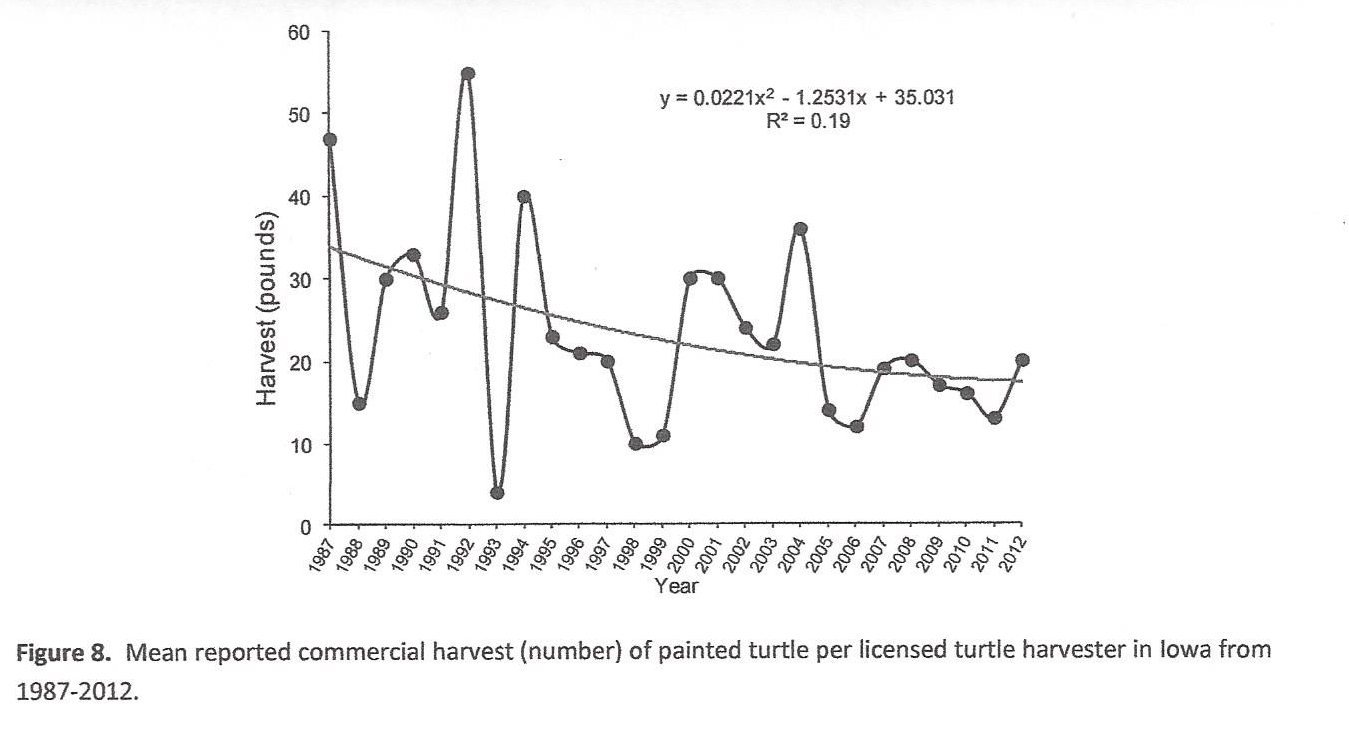 60
y = 0.0221x² - 1.2531x + 35.031
R² = 0.19
50
40
30
20
10
0
Harvest (pounds)
1987 1988 1989 1990 1991 1992 1993 1994 1995 1996 1997 1998 1999 2000 2001 2002 2003 2004 2005 2006 2007 2008 2009 2010 2011 2012
Year
Figure 8. Mean reported commercial harvest (number) of painted turtle per licensed turtle harvester in Iowa from
1987-2012.